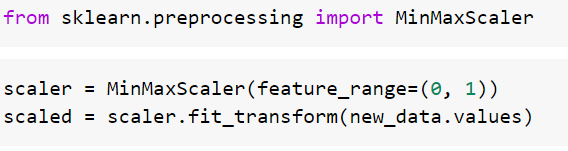 from sklearn.preprocessing import MinMaxScaler
scaler = MinMaxScaler(feature_range=(0, 1))
scaled = scaler.fit_transform(new_data.values)